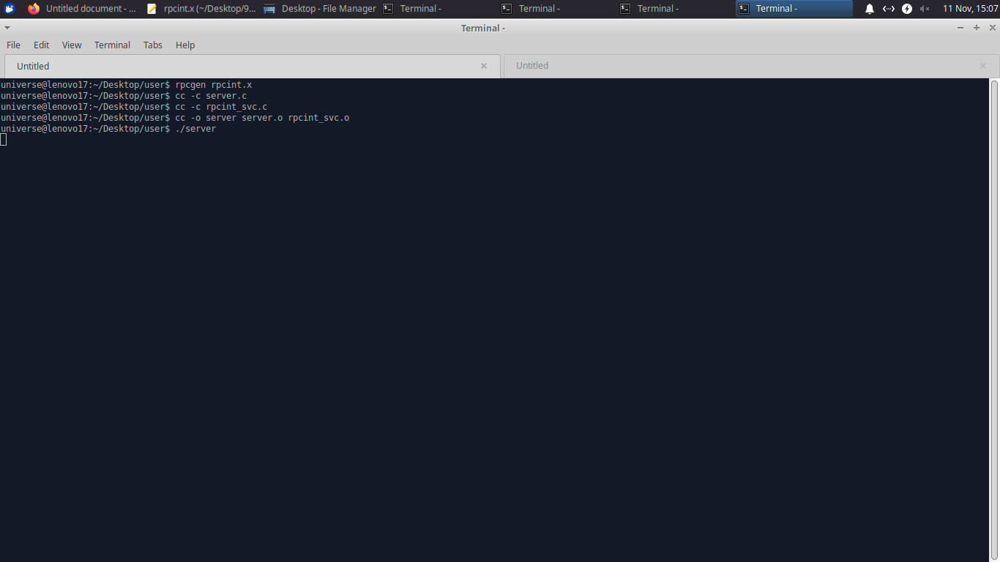 Untitled document - ... rpcint.x (~/Desktop/9... Desktop - File Manager Terminal - Terminal - Terminal - Terminal - 11 Nov, 15:07
Terminal -
File Edit View Terminal Tabs Help
Untitled Untitled
universe@lenovo17:~/Desktop/user$ rpcgen rpcint.x
universe@lenovo17:~/Desktop/user$ cc -c server.c
universe@lenovo17:~/Desktop/user$ cc -c rpcint_svc.c
universe@lenovo17:~/Desktop/user$ cc -o server server.o rpcint_svc.o
universe@lenovo17:~/Desktop/user$ ./server